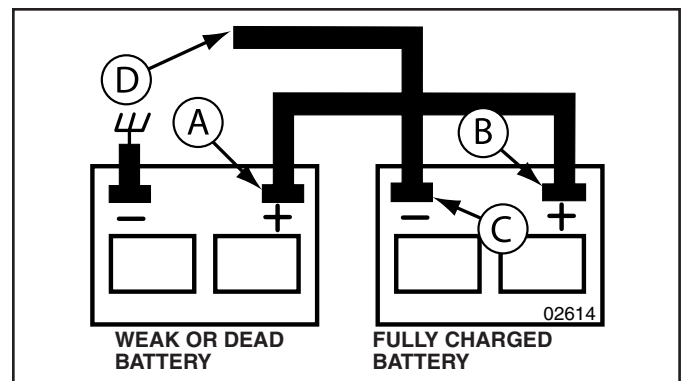 D
A
B
− +
− +
C
02614
WEAK OR DEAD
BATTERY
FULLY CHARGED
BATTERY